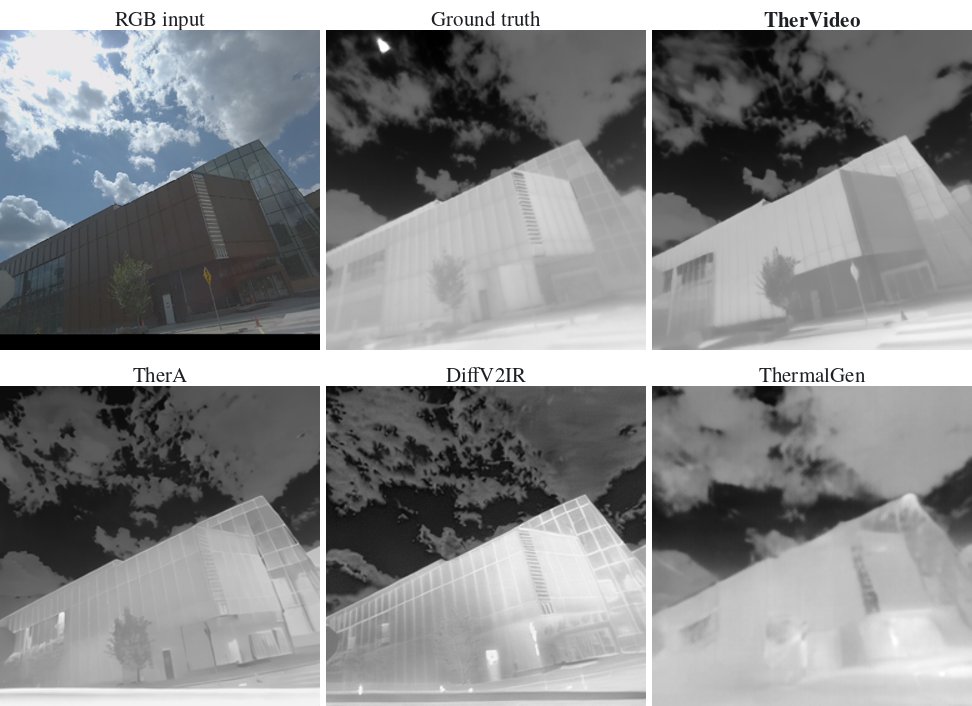 RGB input
Ground truth
TherVideo
TherA
DiffV2IR
ThermalGen